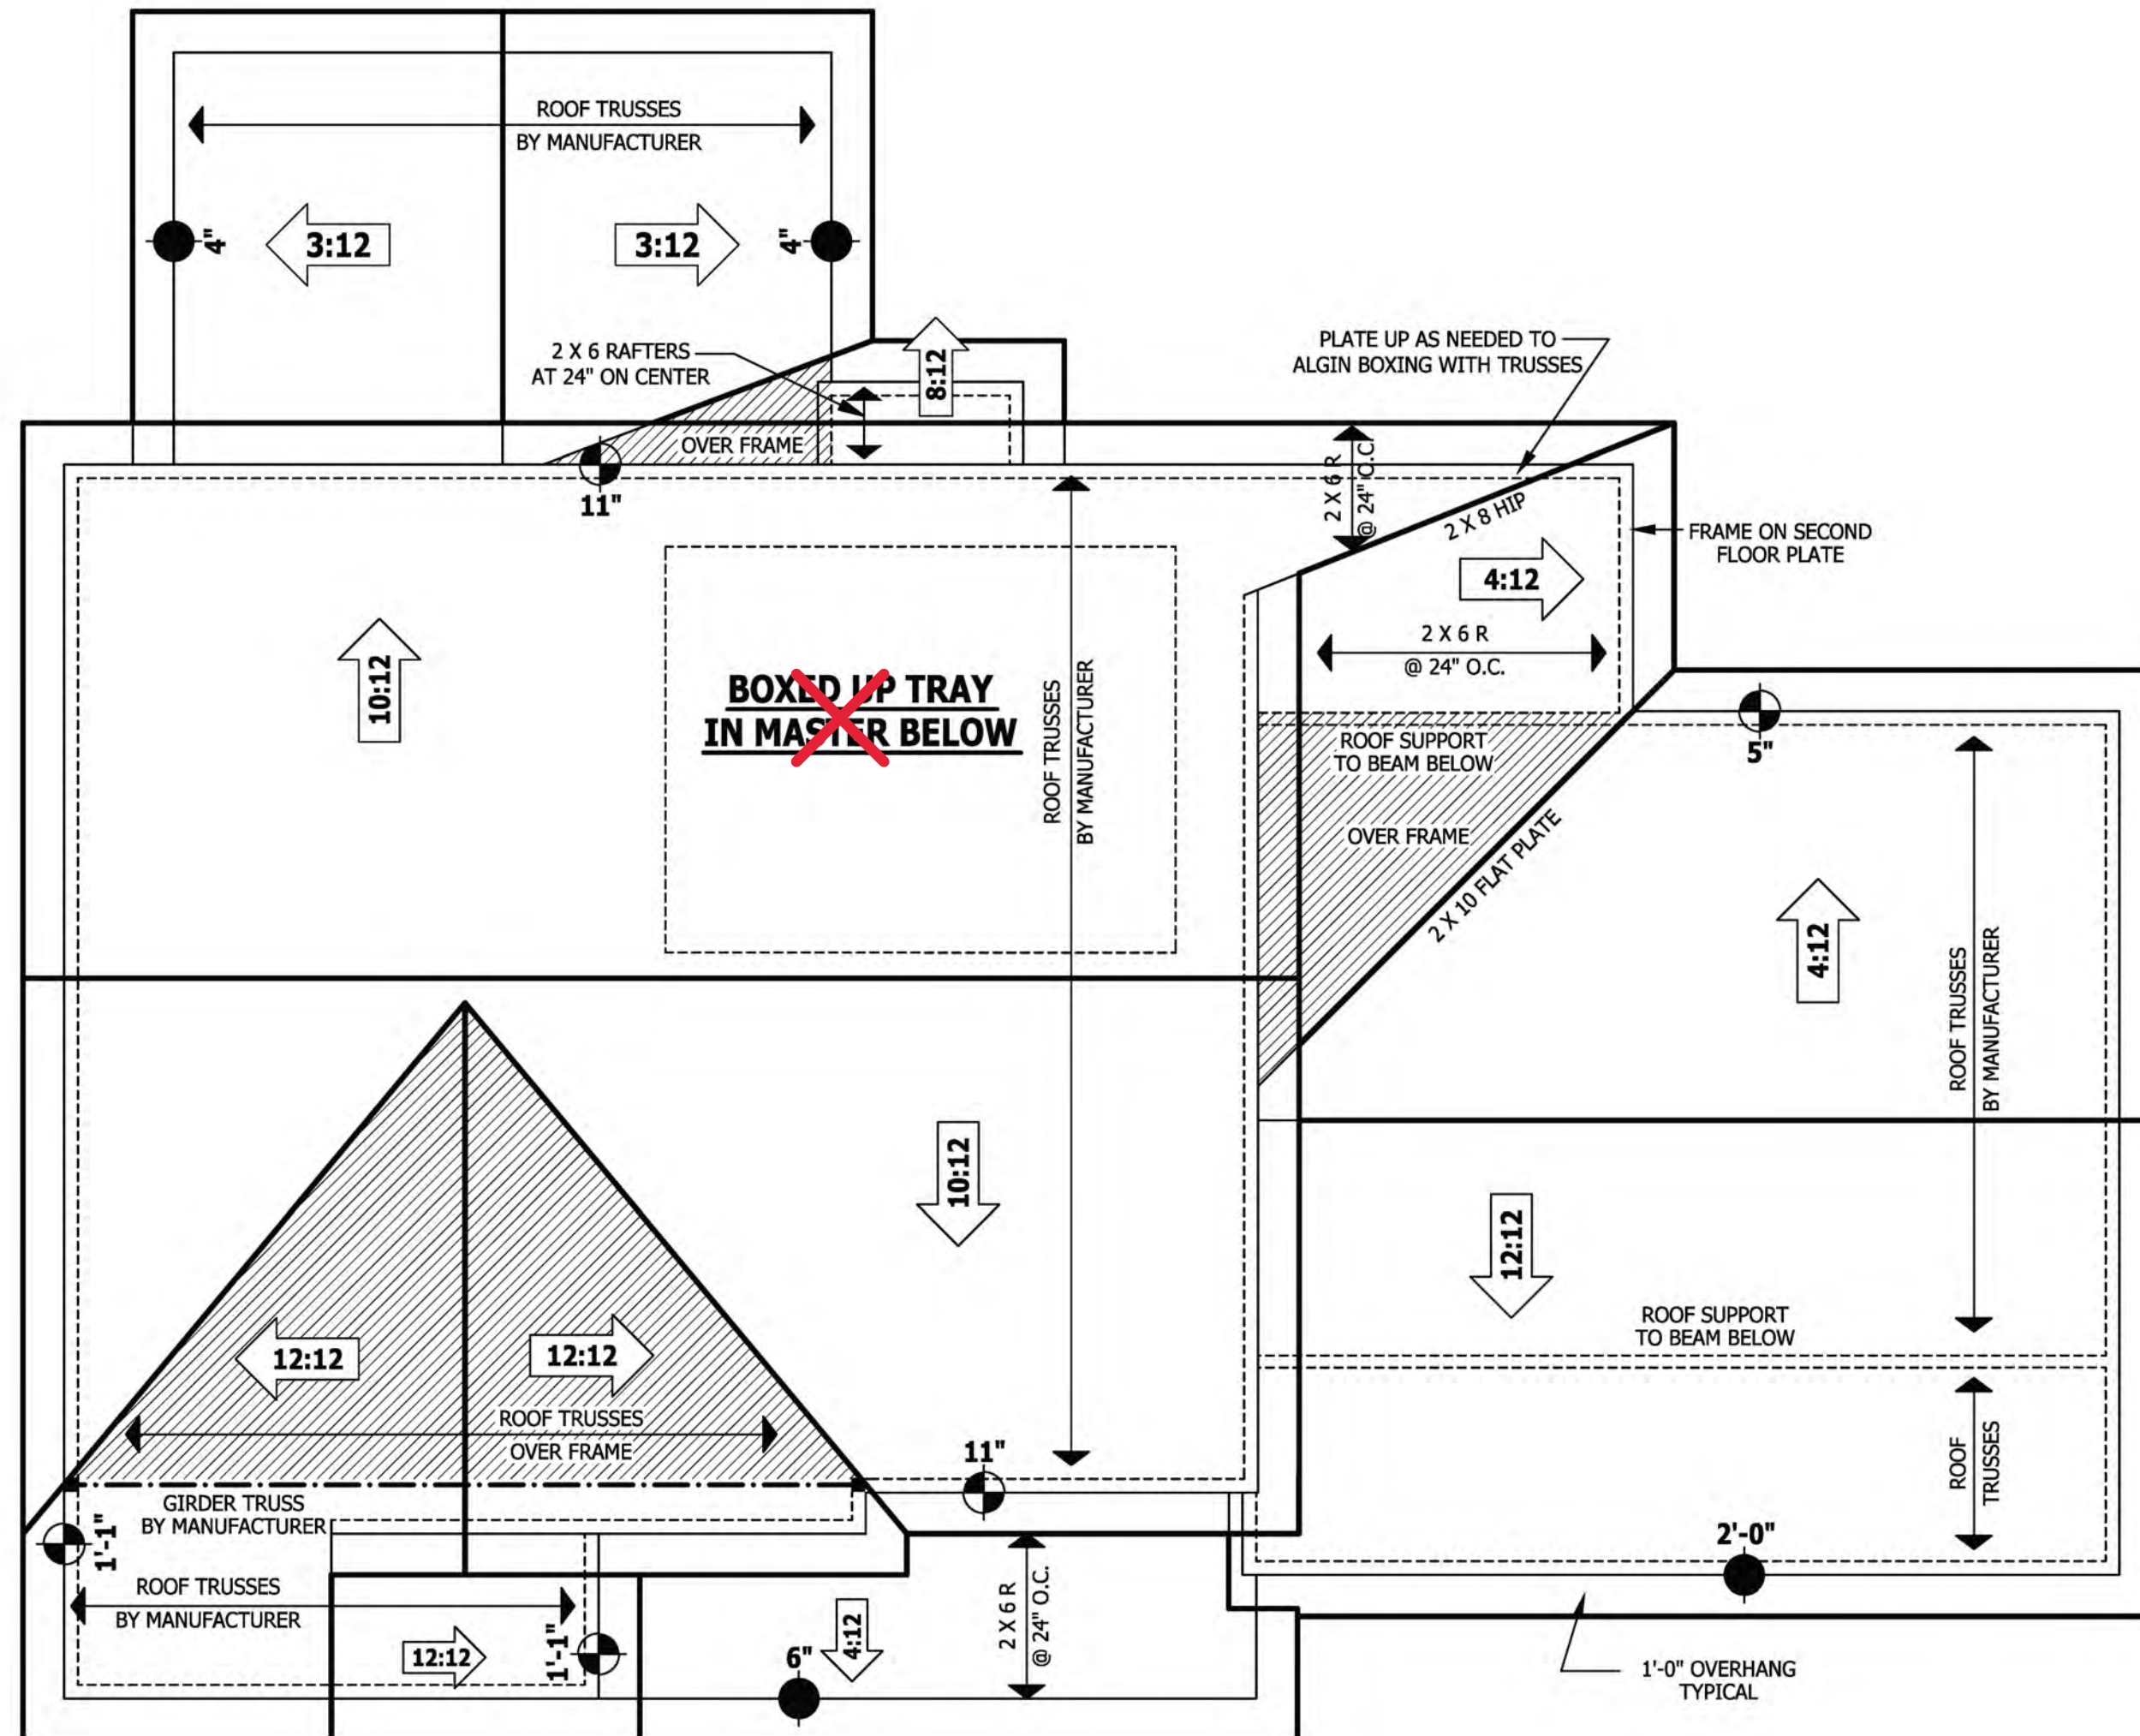 ROOF TRUSSES
BY MANUFACTURER
4"
3:12
3:12
4"
2 X 6 RAFTERS
AT 24" ON CENTER
8:12
PLATE UP AS NEEDED TO
ALGIN BOXING WITH TRUSSES
OVER FRAME
11"
2 X 6 R
@ 24" O.C.
2 X 8 HIP
FRAME ON SECOND
FLOOR PLATE
4:12
2 X 6 R
@ 24" O.C.
10:12
BOXED UP TRAY
IN MASTER BELOW
ROOF TRUSSES
BY MANUFACTURER
ROOF SUPPORT
TO BEAM BELOW
5"
OVER FRAME
2 X 10 FLAT PLATE
4:12
ROOF TRUSSES
BY MANUFACTURER
10:12
12:12
12:12
12:12
ROOF SUPPORT
TO BEAM BELOW
ROOF TRUSSES
OVER FRAME
11"
ROOF
TRUSSES
GIRDER TRUSS
BY MANUFACTURER
1'-1"
2'-0"
ROOF TRUSSES
BY MANUFACTURER
12:12
1'-1"
6"
4:12
2 X 6 R
@ 24" O.C.
1'-0" OVERHANG
TYPICAL